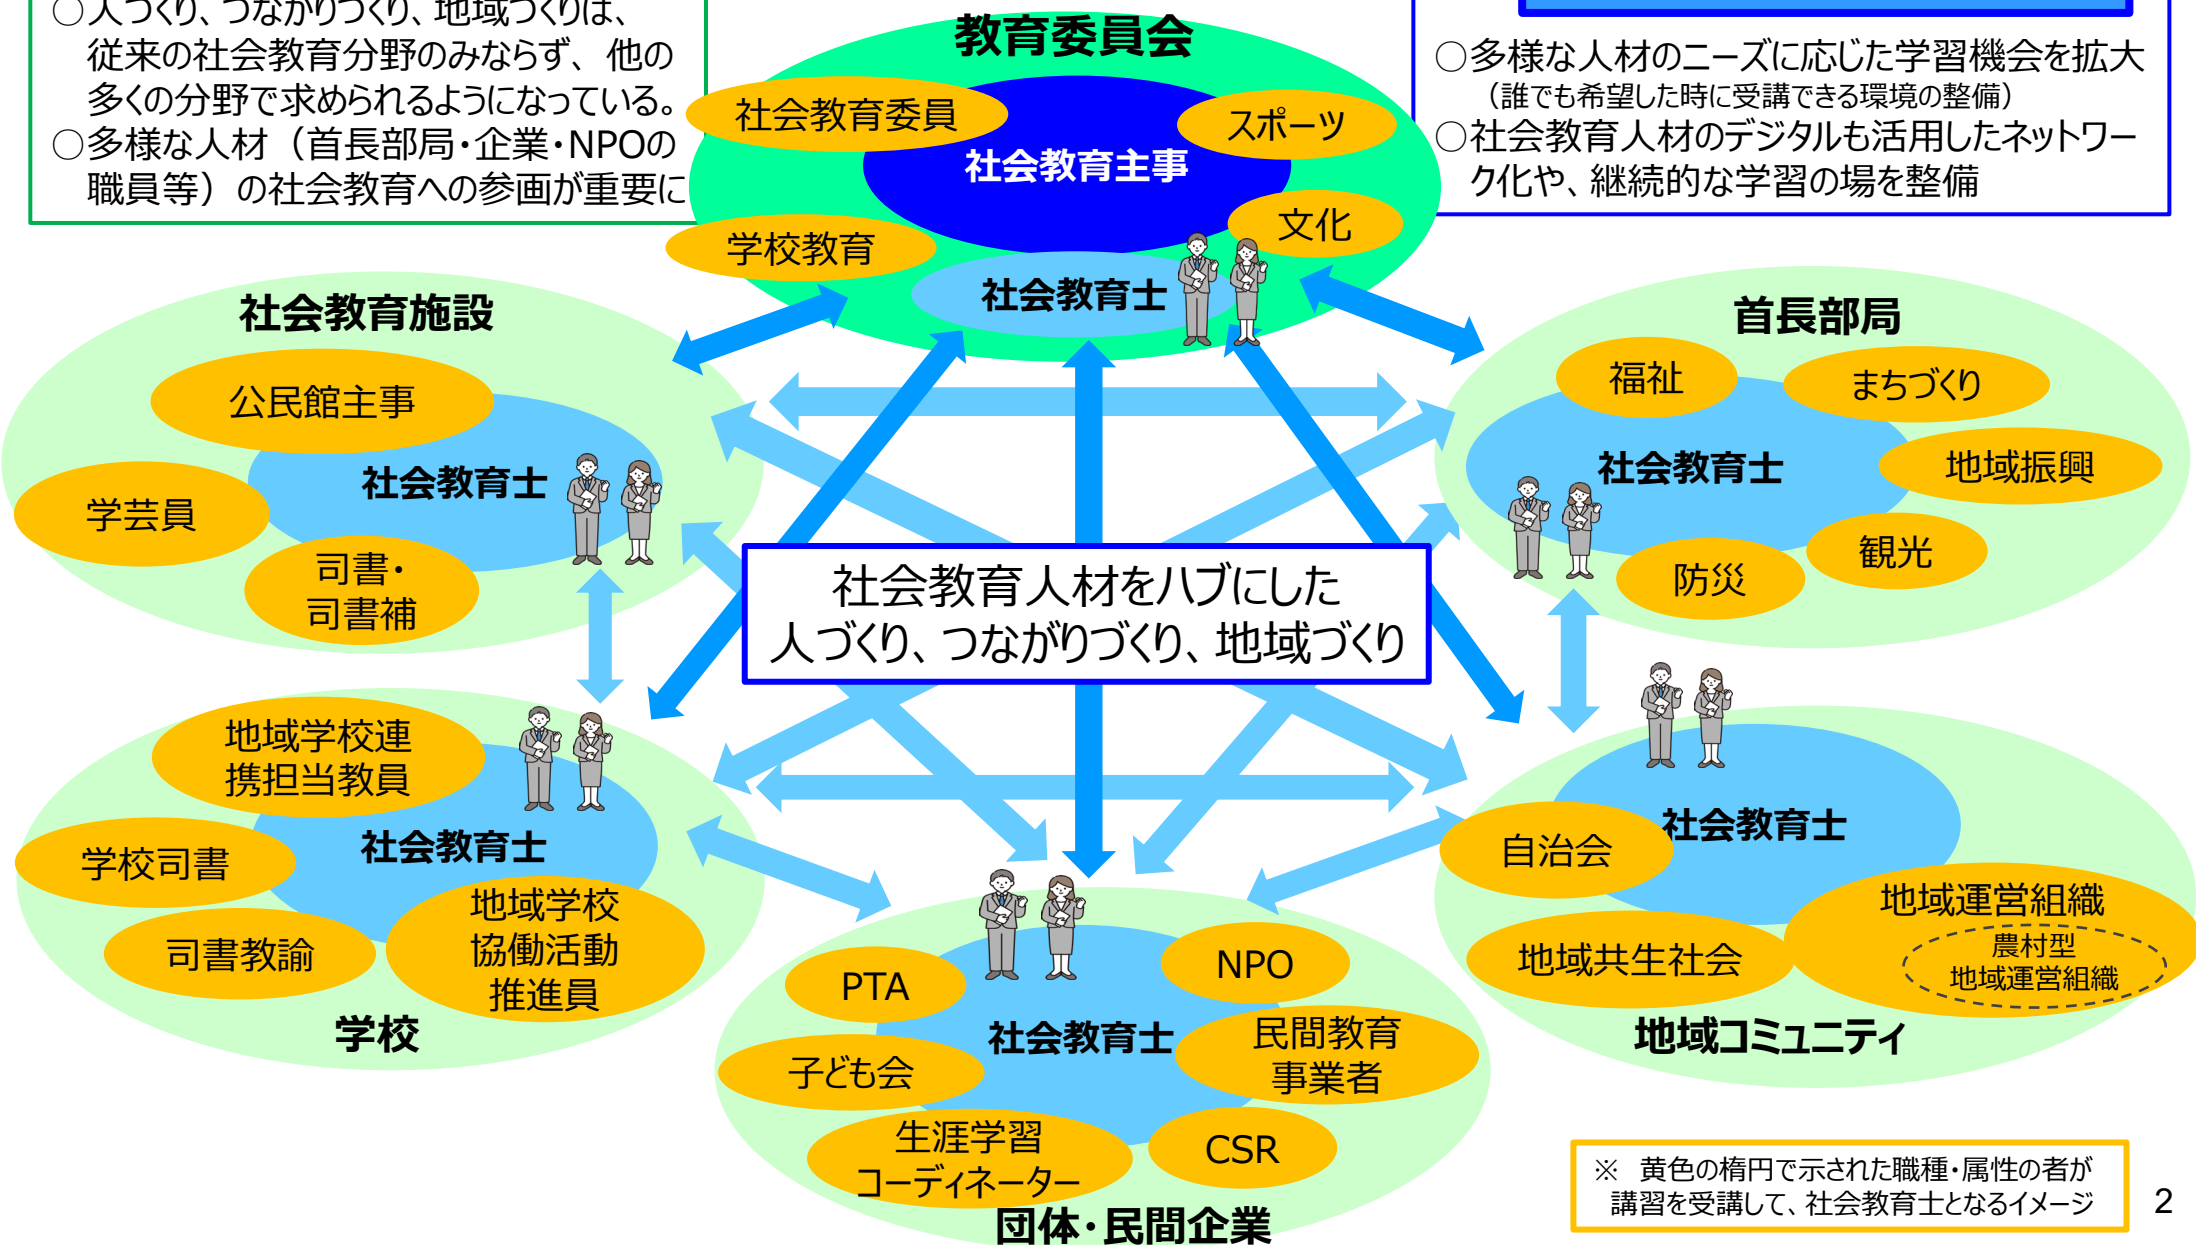 ○人づくり、つながりづくり、地域づくりは、
従来の社会教育分野のみならず、他の
多くの分野で求められるようになっている。
○多様な人材（首長部局・企業・NPOの
職員等）の社会教育への参画が重要に
教育委員会
社会教育委員
スポーツ
社会教育主事
文化
学校教育
社会教育士
○多様な人材のニーズに応じた学習機会を拡大
（誰でも希望した時に受講できる環境の整備）
○社会教育人材のデジタルも活用したネットワー
ク化や、継続的な学習の場を整備
社会教育施設
公民館主事
社会教育士
学芸員
司書・
司書補
首長部局
福祉
まちづくり
社会教育士
地域振興
観光
防災
社会教育人材をハブにした
人づくり、つながりづくり、地域づくり
地域学校連
携担当教員
社会教育士
学校司書
地域学校
協働活動
推進員
司書教諭
学校
PTA
NPO
社会教育士
民間教育
事業者
子ども会
生涯学習
コーディネーター
CSR
団体・民間企業
社会教育士
自治会
地域運営組織
農村型
地域運営組織
地域共生社会
地域コミュニティ
※　黄色の楕円で示された職種・属性の者が
講習を受講して、社会教育士となるイメージ
2